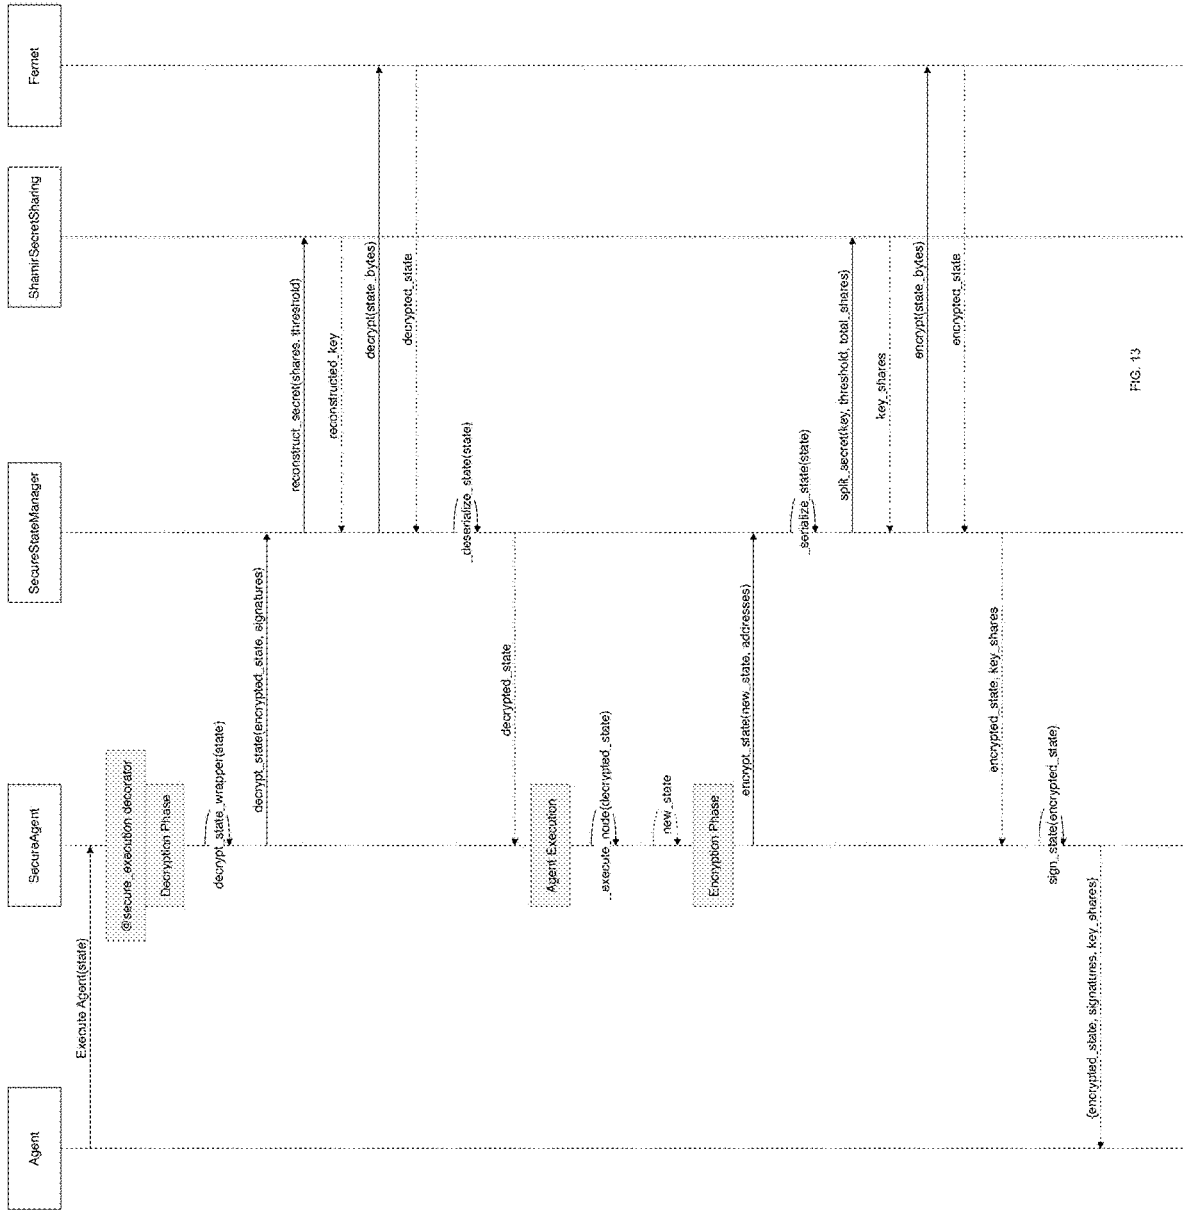 Agent
SecureAgent
SecureStateManager
ShamirSecretSharing
Fernet
Execute Agent(state)
@secure_execution decorator
Decryption Phase
decrypt_state_wrapper(state)
decrypt_state(encrypted_state, signatures)
reconstruct_secret(shares, threshold)
reconstructed_key
decrypt(state_bytes)
decrypted_state
_deserialize_state(state)
decrypted_state
Agent Execution
_execute_node(decrypted_state)
new_state
Encryption Phase
encrypt_state(new_state, addresses)
_serialize_state(state)
split_secret(key, threshold, total_shares)
key_shares
encrypt(state_bytes)
encrypted_state
encrypted_state, key_shares
sign_state(encrypted_state)
{encrypted_state, signatures, key_shares}
FIG. 13